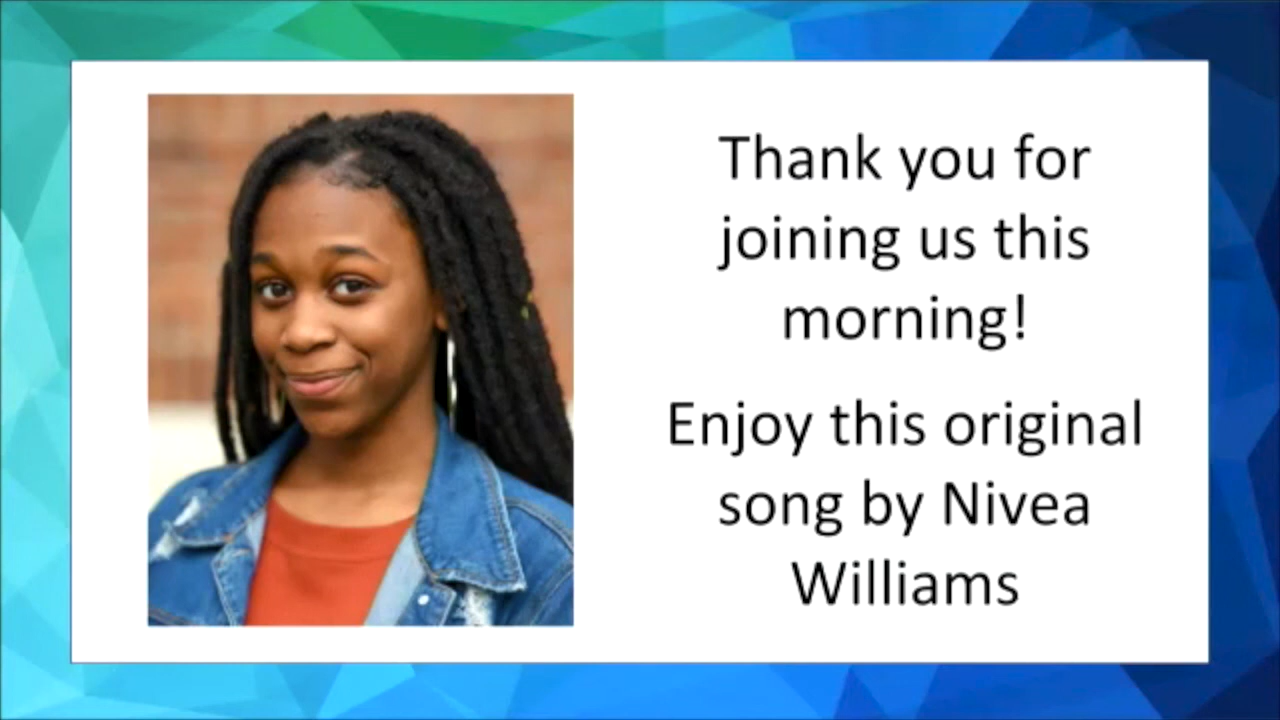 Thank you for
joining us this
morning!
Enjoy this original
song by Nivea
Williams